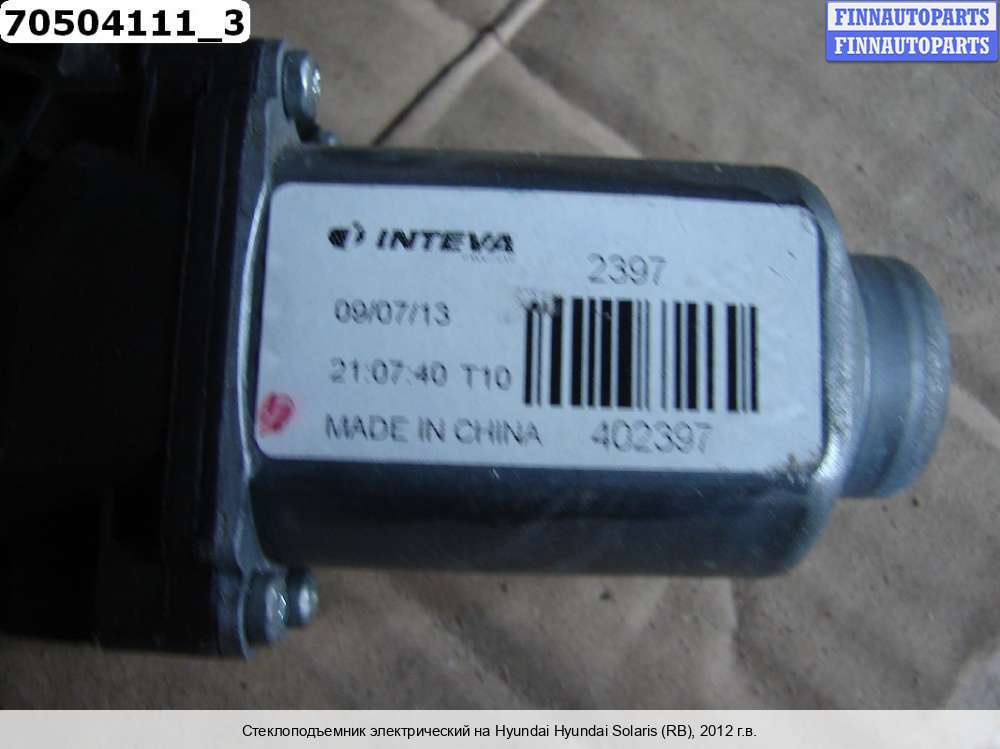 70504111_3
FINNAUTOPARTS
FINNAUTOPARTS
INTEVA
2397
09/07/13
21:07:40 T10
MADE IN CHINA 402397
Стеклоподъемник электрический на Hyundai Hyundai Solaris (RB), 2012 г.в.